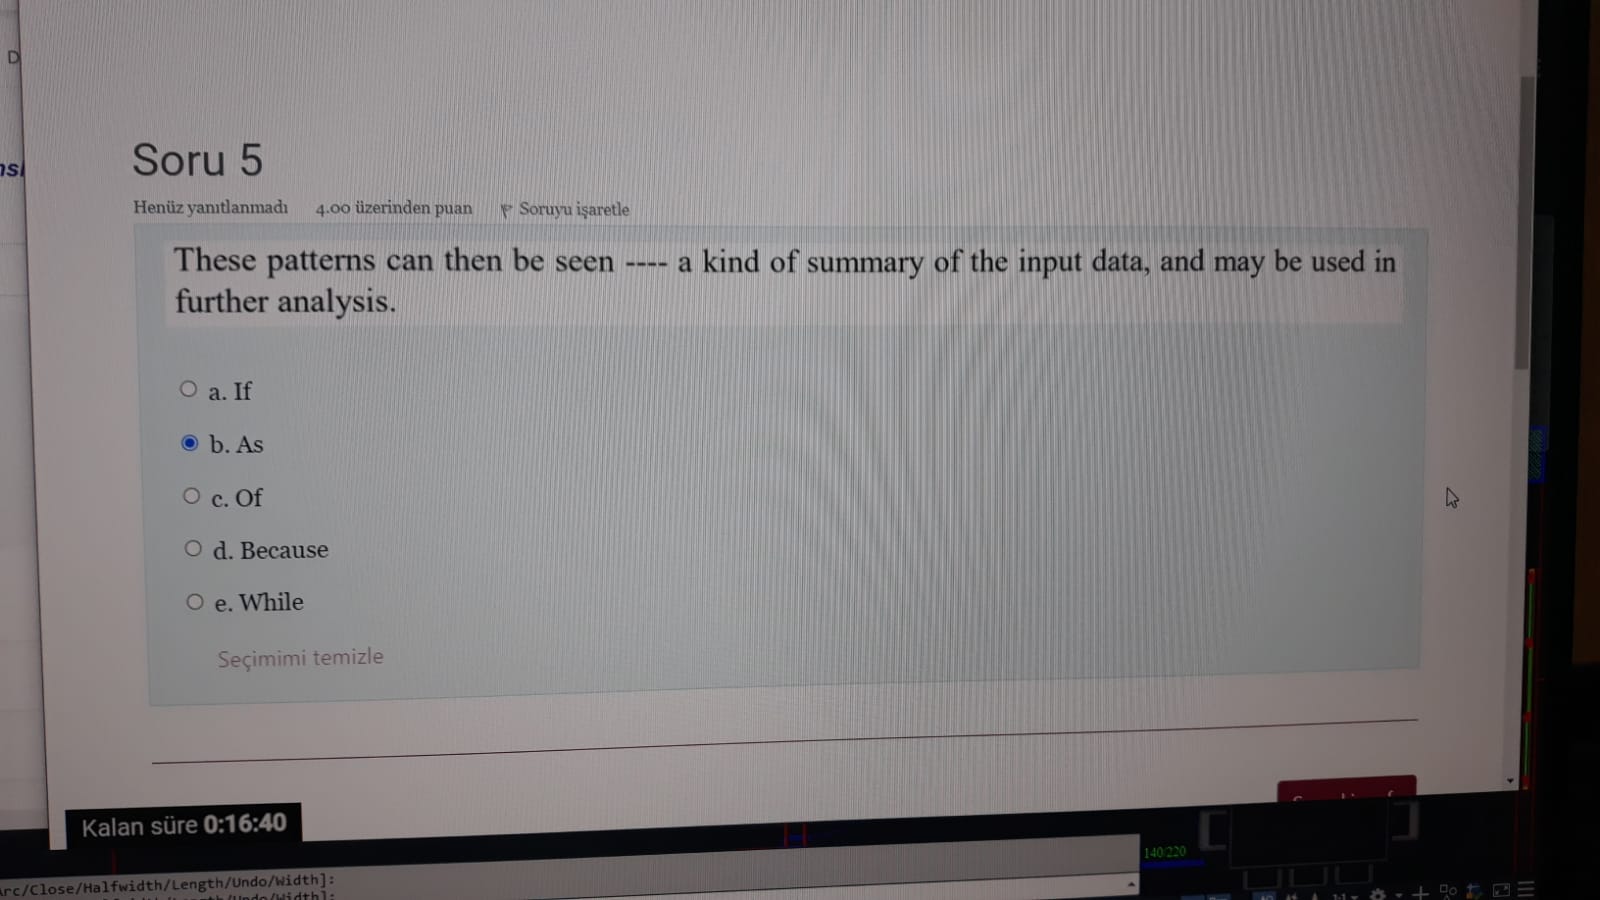 D
Soru 5
Henüz yanıtlanmadı 4.00 üzerinden puan Soruyu işaretle
These patterns can then be seen ---- a kind of summary of the input data, and may be used in
further analysis.
a. If
b. As
c. Of
d. Because
e. While
Seçimimi temizle
Kalan süre 0:16:40
140/220
rc/Close/Halfwidth/Length/Undo/Width]: